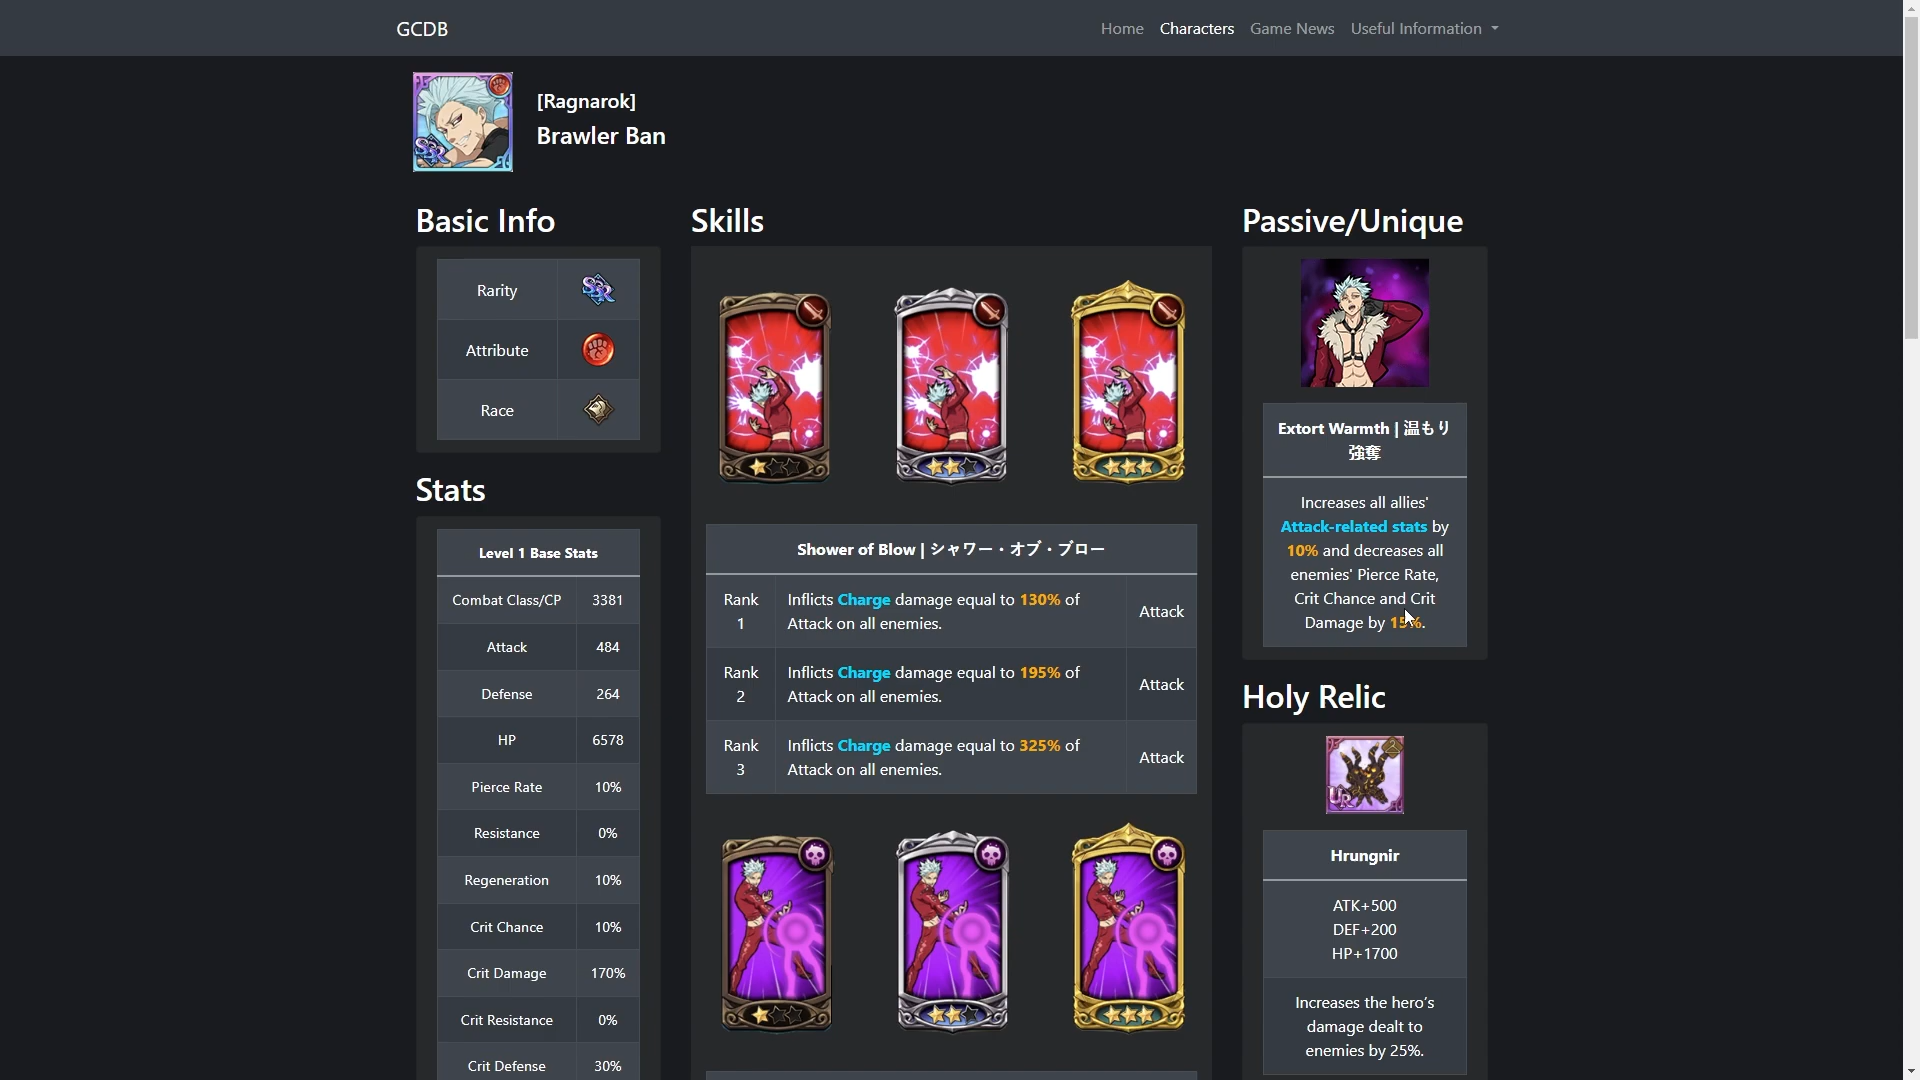 GCDB
Home
Characters
Game News
Useful Information
SSR
[Ragnarok]
Brawler Ban
Basic Info
Rarity
SSR
Attribute
Race
Stats
Level 1 Base Stats
Combat Class/CP 3381
Attack 484
Defense 264
HP 6578
Pierce Rate 10%
Resistance 0%
Regeneration 10%
Crit Chance 10%
Crit Damage 170%
Crit Resistance 0%
Crit Defense 30%
Skills
Shower of Blow | シャワー・オブ・ブロー
Rank
1
Inflicts Charge damage equal to 130% of
Attack on all enemies.
Attack
Rank
2
Inflicts Charge damage equal to 195% of
Attack on all enemies.
Attack
Rank
3
Inflicts Charge damage equal to 325% of
Attack on all enemies.
Attack
Passive/Unique
Extort Warmth | 温もり
強奪
Increases all allies'
Attack-related stats by
10% and decreases all
enemies' Pierce Rate,
Crit Chance and Crit
Damage by 15%.
Holy Relic
UR
Hrungnir
ATK+500
DEF+200
HP+1700
Increases the hero's
damage dealt to
enemies by 25%.